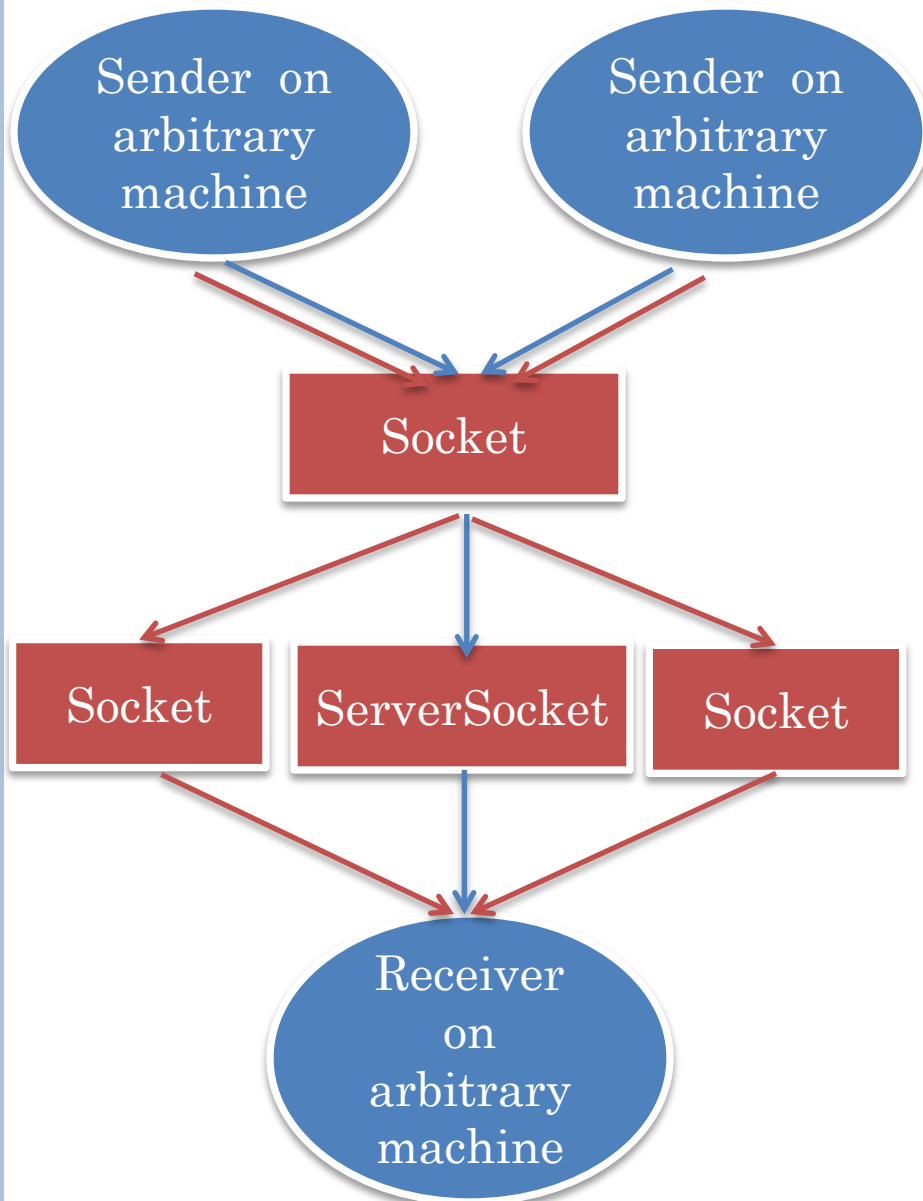 Sender on
arbitrary
machine
Sender on
arbitrary
machine
Socket
Socket
ServerSocket
Socket
Receiver
on
arbitrary
machine